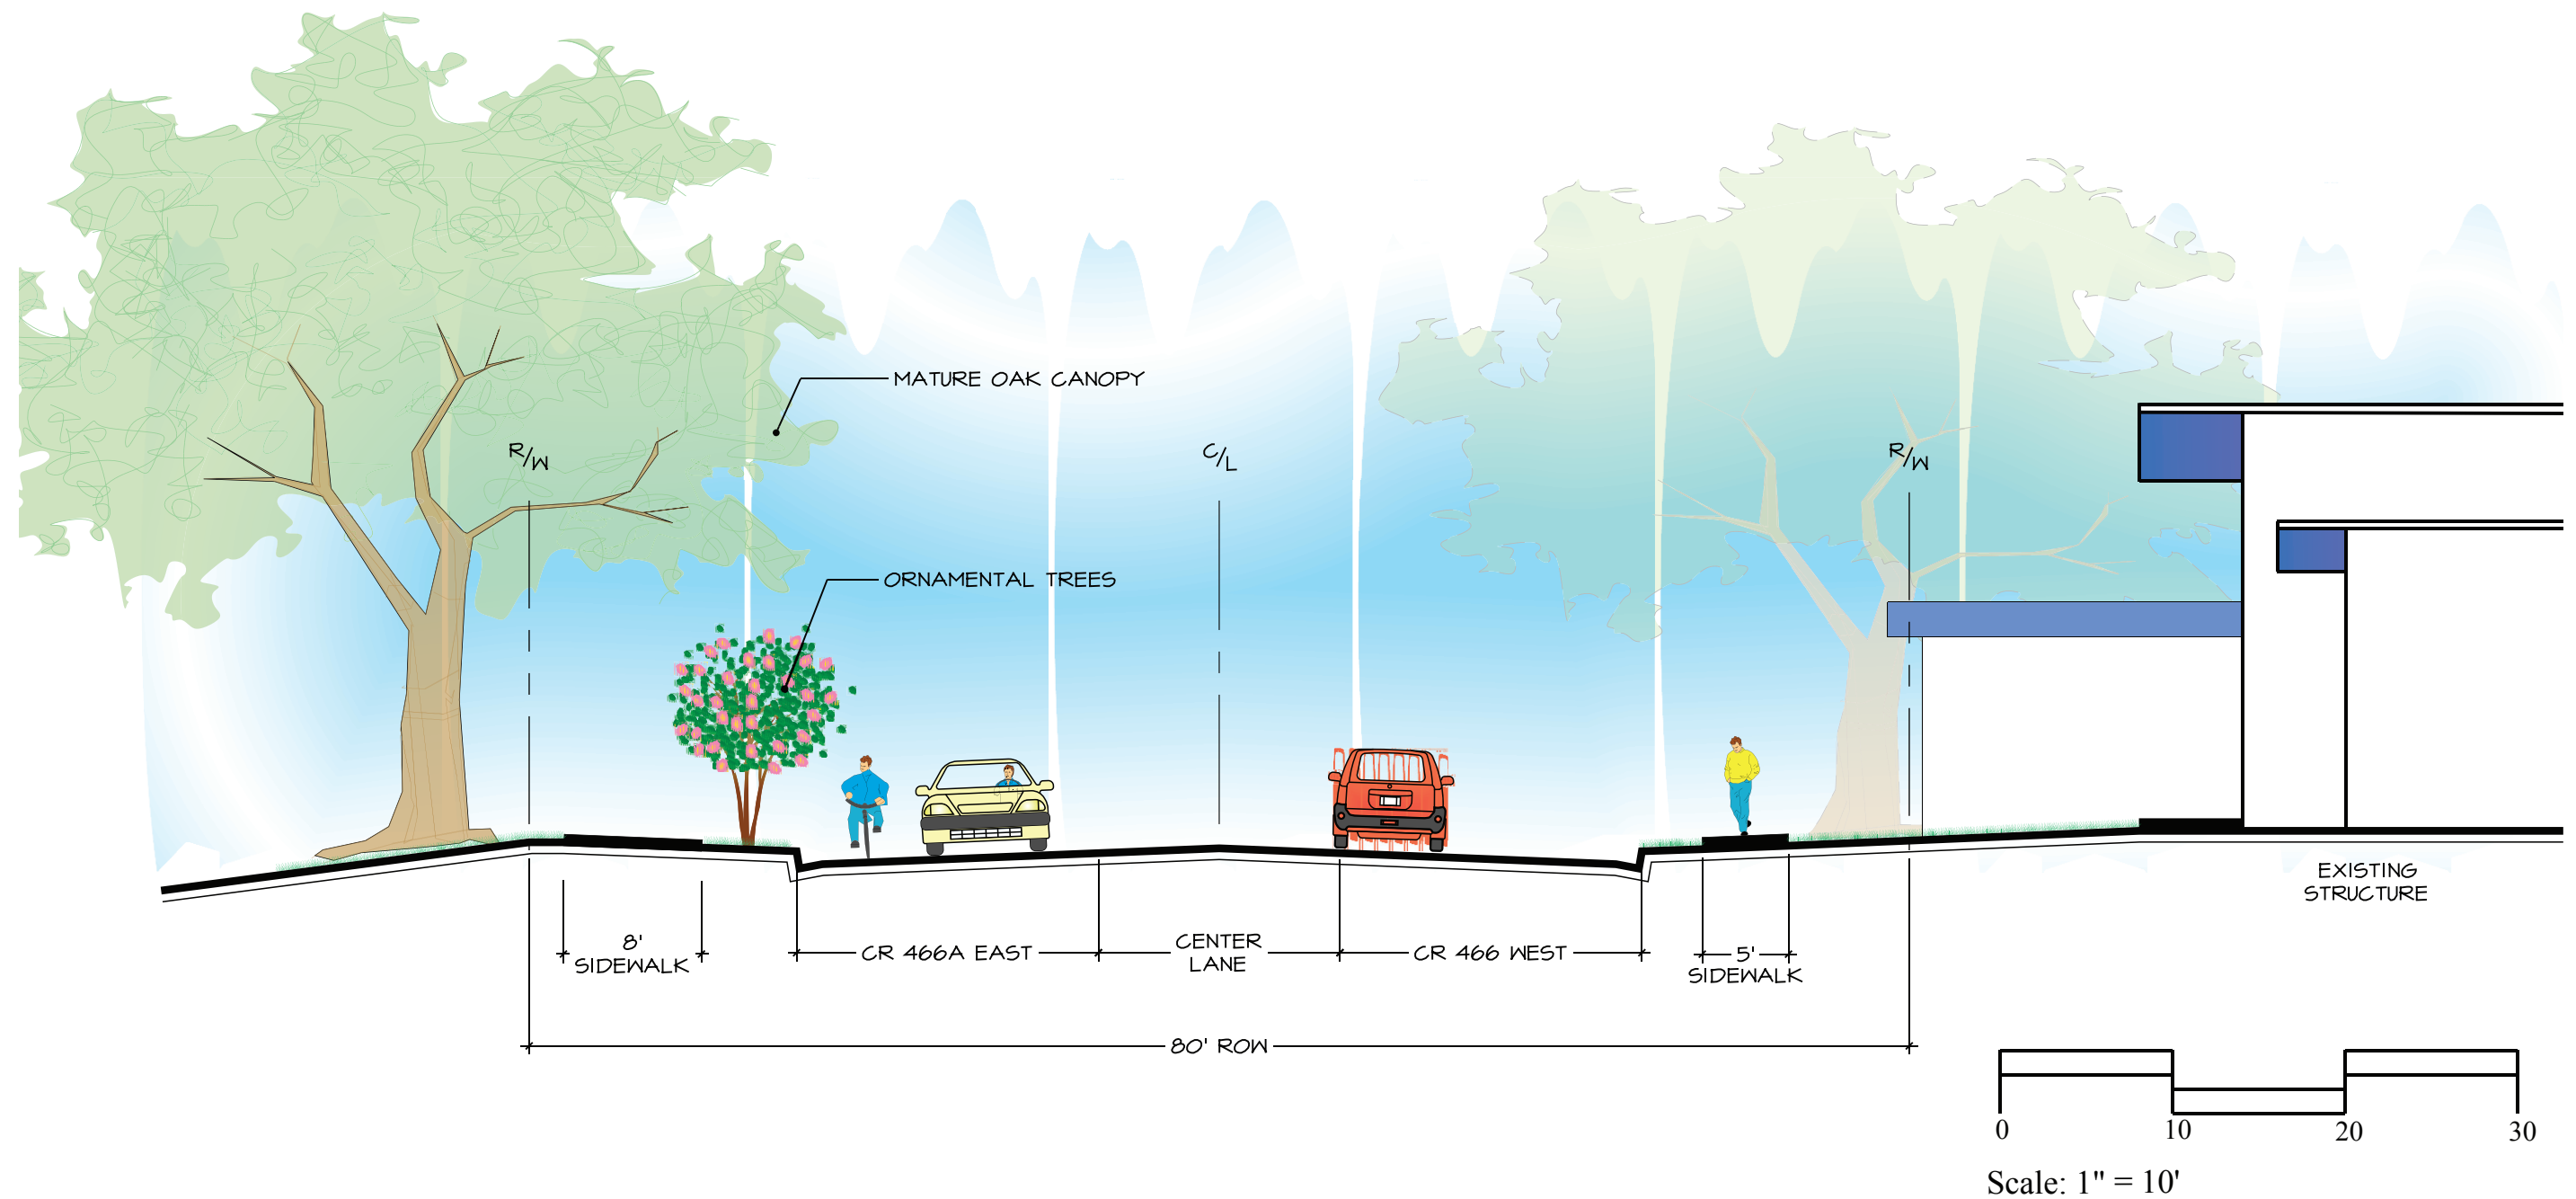 MATURE OAK CANOPY
R/W
C/L
R/W
ORNAMENTAL TREES
EXISTING
STRUCTURE
8'
SIDEWALK
CR 466A EAST
CENTER
LANE
CR 466 WEST
5'
SIDEWALK
80' ROW
0 10 20 30
Scale: 1" = 10'